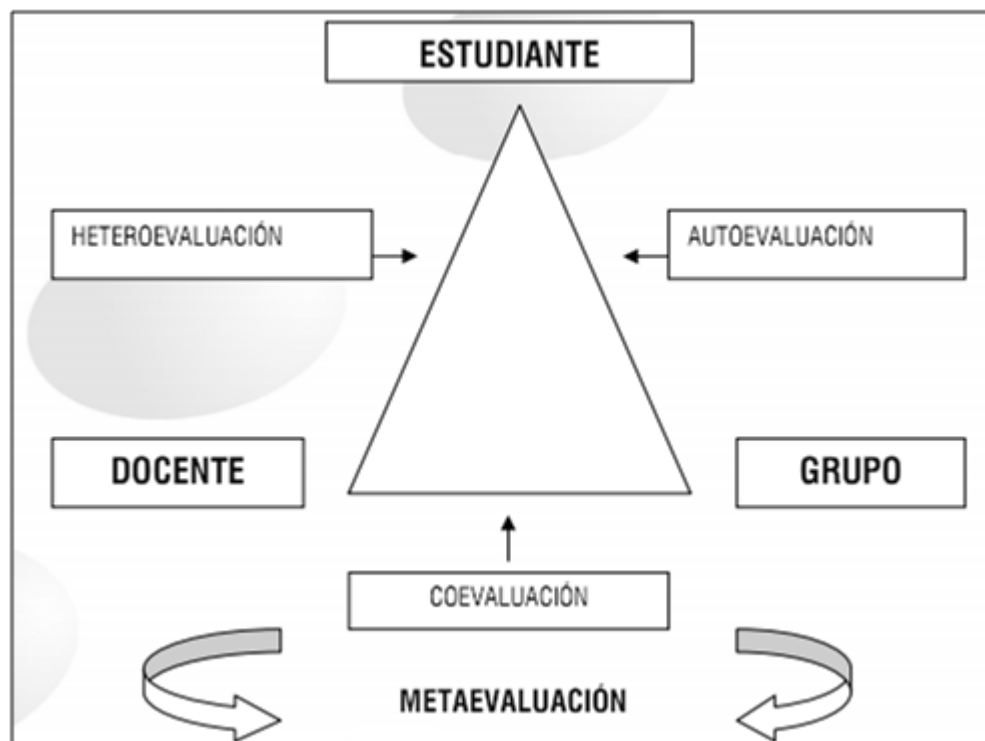 ESTUDIANTE
HETEROEVALUACIÓN
AUTOEVALUACIÓN
DOCENTE
GRUPO
COEVALUACIÓN
METAEVALUACIÓN